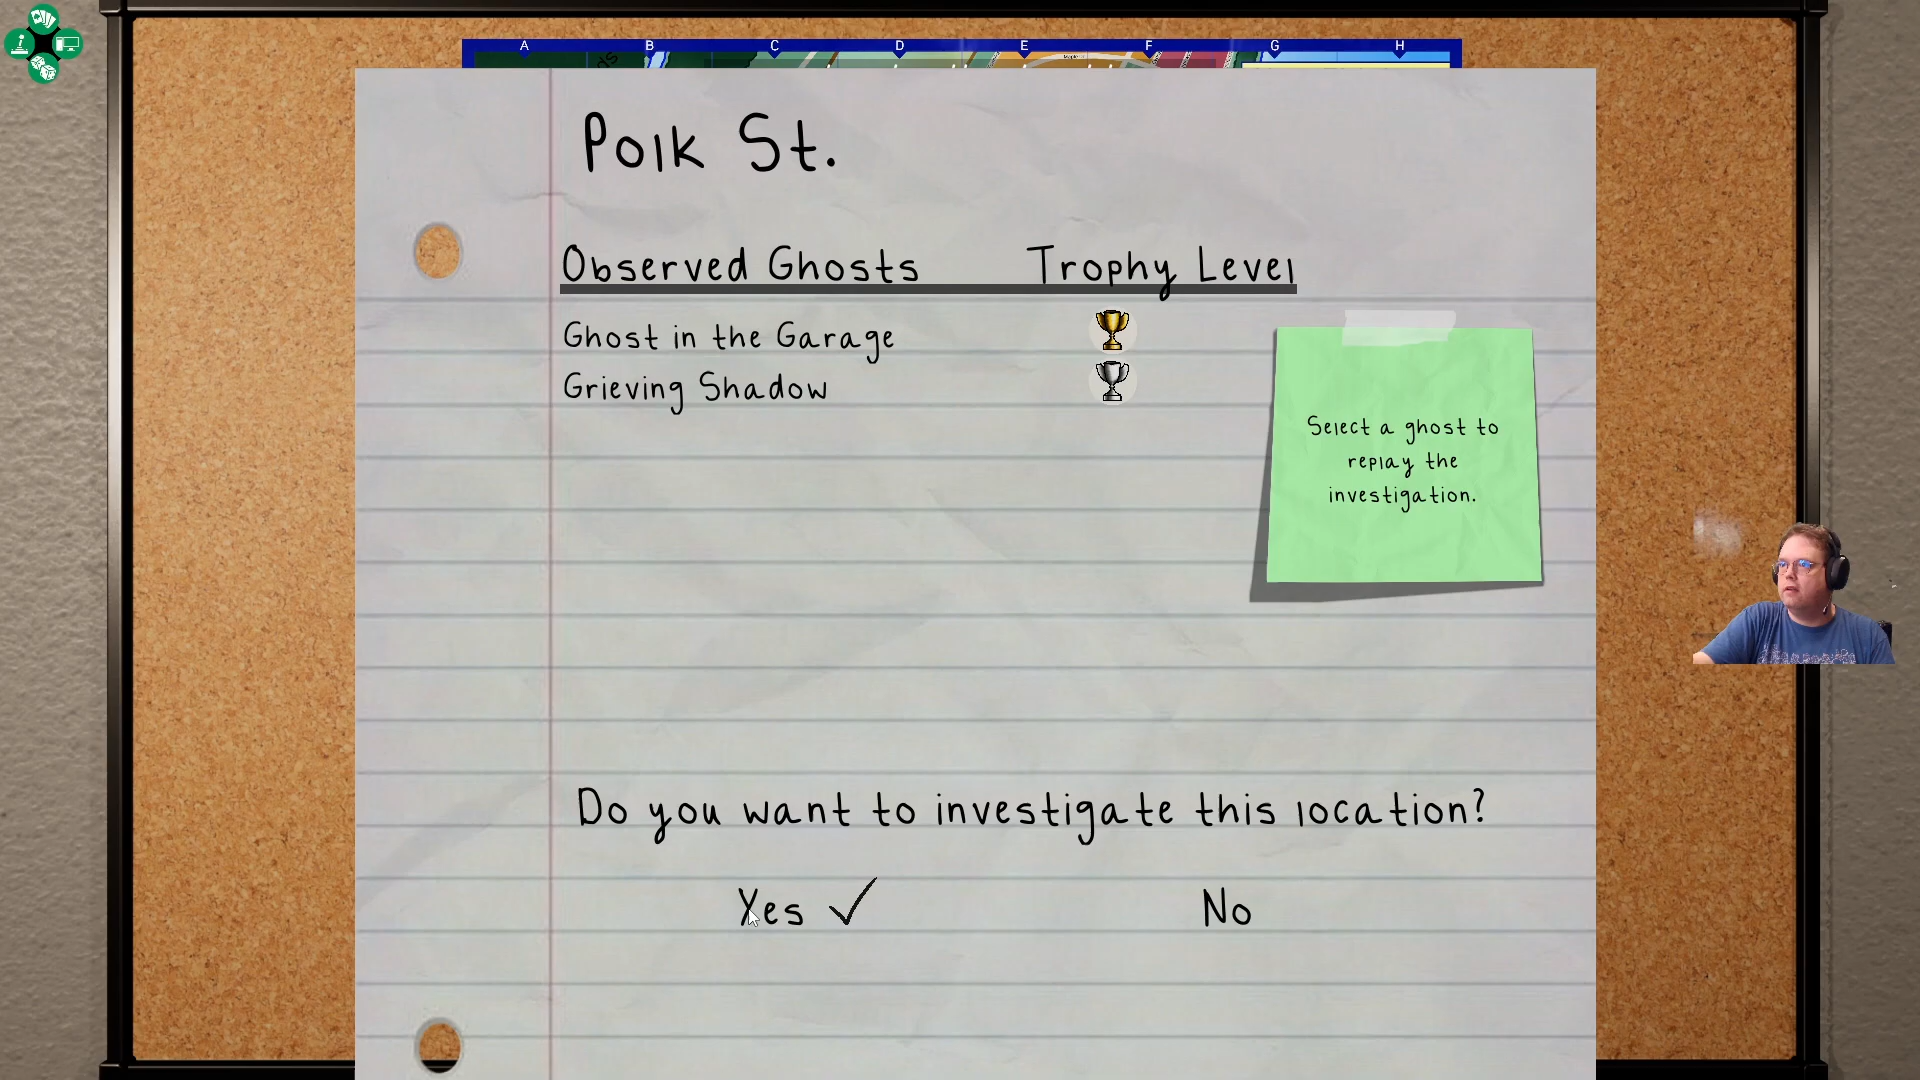 A B C D E F G H
Maple
Polk St.
Observed Ghosts Trophy Level
Ghost in the Garage
Grieving Shadow
Select a ghost to
replay the
investigation.
Do you want to investigate this location?
Yes No